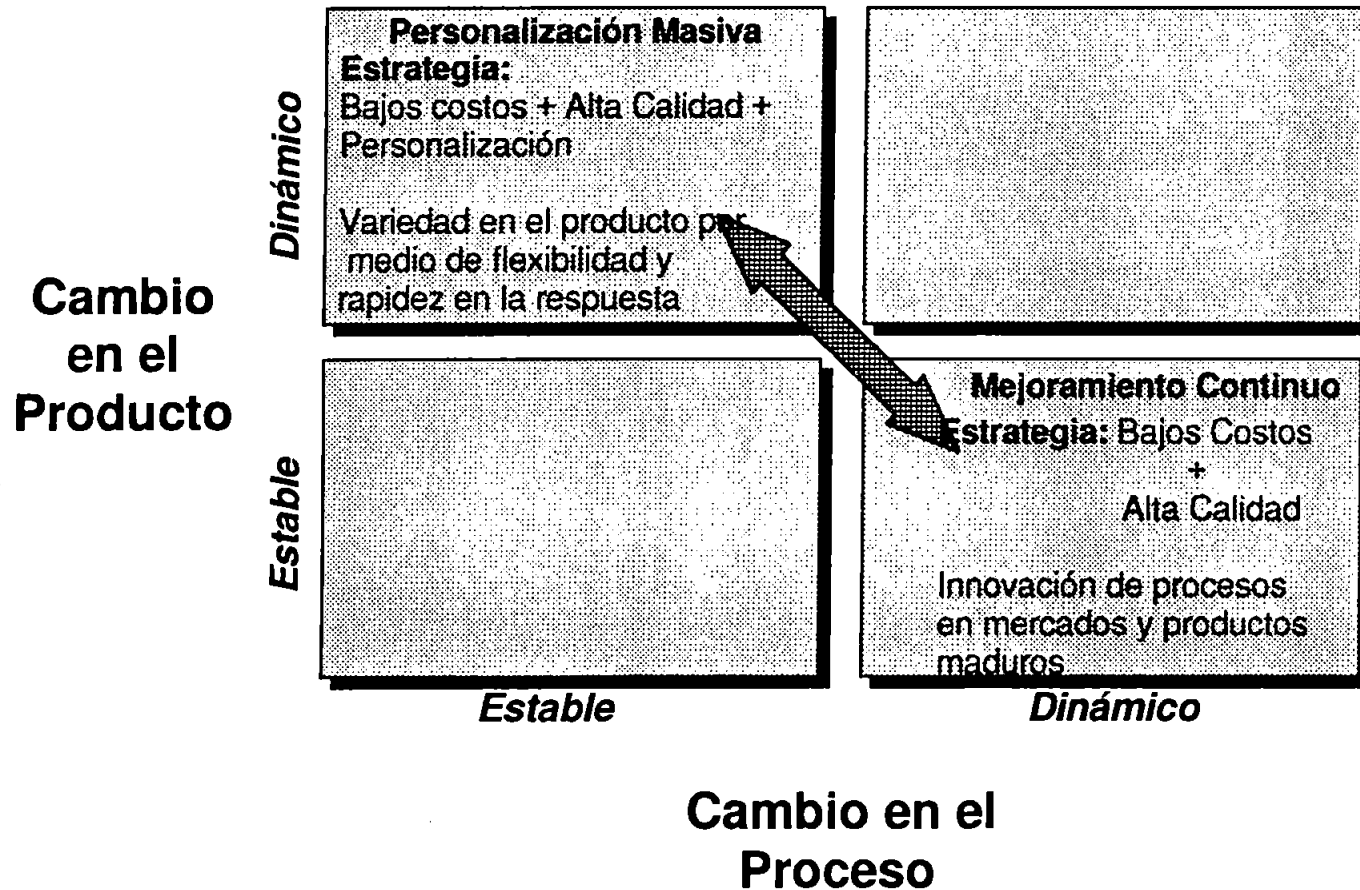 Personalización Masiva
Estrategia:
Bajos costos + Alta Calidad +
Personalización
Variedad en el producto por
medio de flexibilidad y
rapidez en la respuesta
Dinámico
Cambio
en el
Producto
Estable
Mejoramiento Continuo
Estrategia: Bajos Costos
+
Alta Calidad
Innovación de procesos
en mercados y productos
maduros
Estable
Dinámico
Cambio en el
Proceso